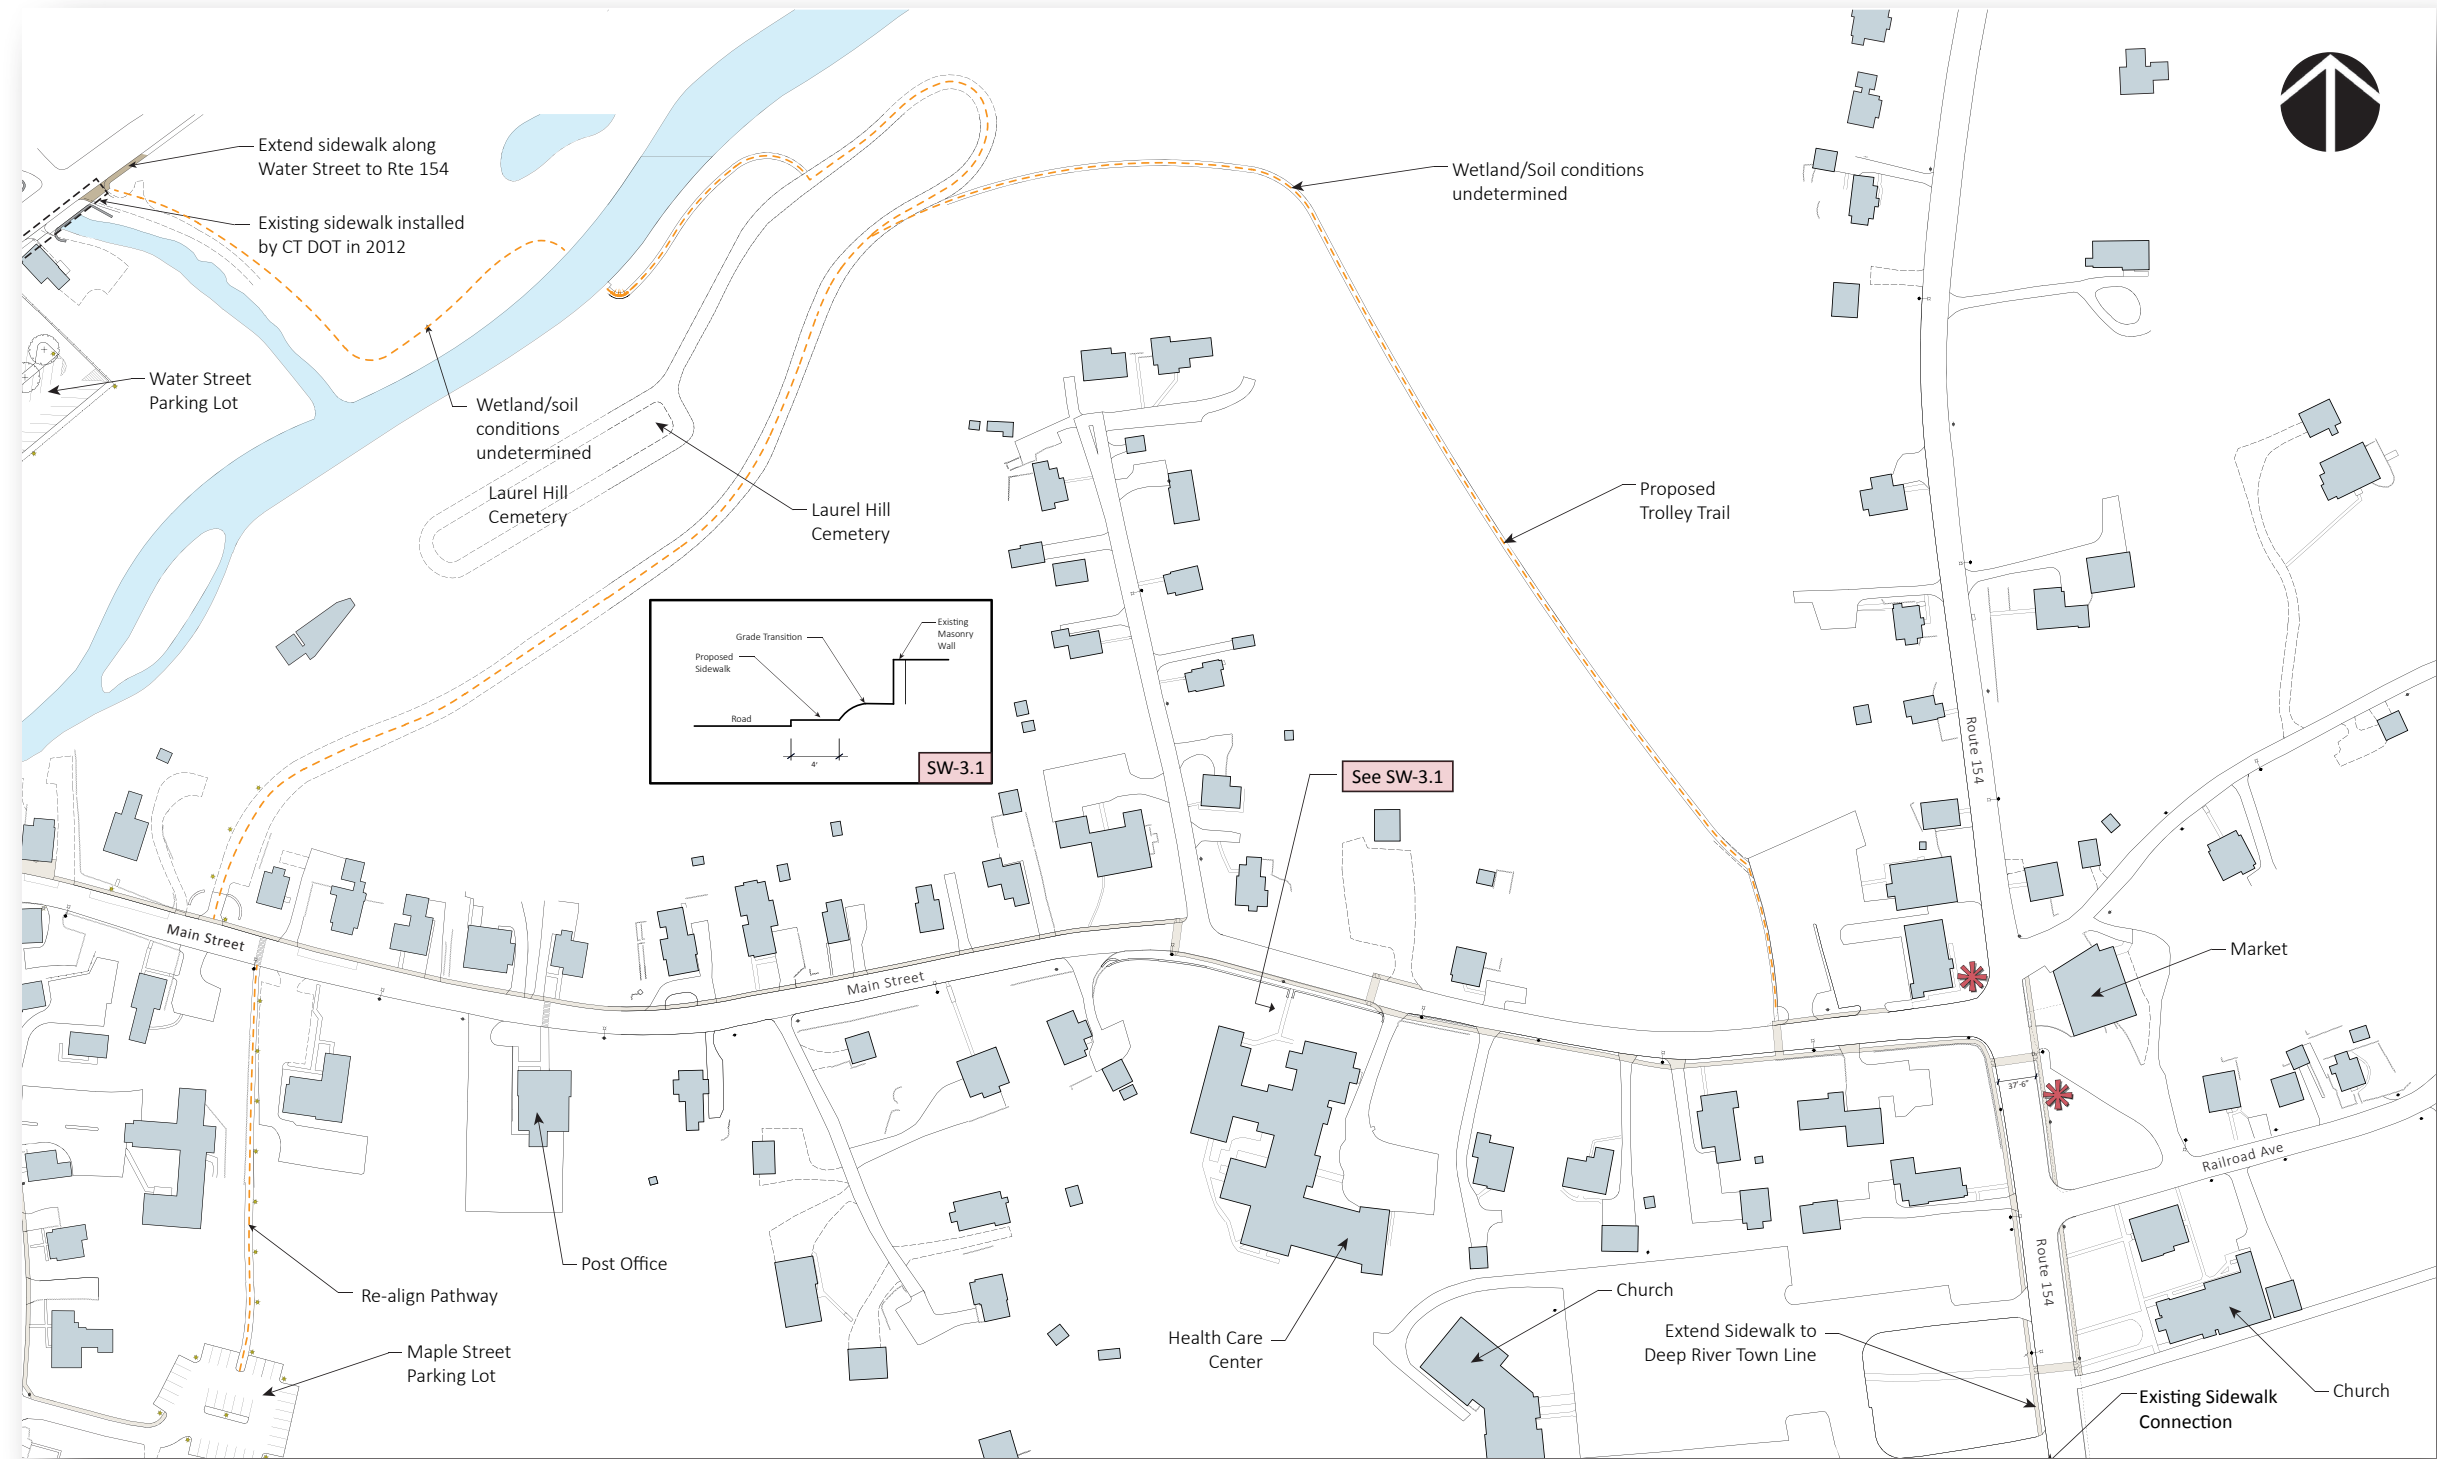 Extend sidewalk along
Water Street to Rte 154
Existing sidewalk installed
by CT DOT in 2012
Water Street
Parking Lot
Wetland/soil
conditions
undetermined
Laurel Hill
Cemetery
Laurel Hill
Cemetery
Wetland/Soil conditions
undetermined
Proposed
Trolley Trail
Existing
Masonry
Wall
Grade Transition
Proposed
Sidewalk
Road
4'
SW-3.1
See SW-3.1
Route 154
Main Street
Main Street
Market
37'-6"
Railroad Ave
Post Office
Re-align Pathway
Maple Street
Parking Lot
Health Care
Center
Church
Extend Sidewalk to
Deep River Town Line
Route 154
Existing Sidewalk
Connection
Church